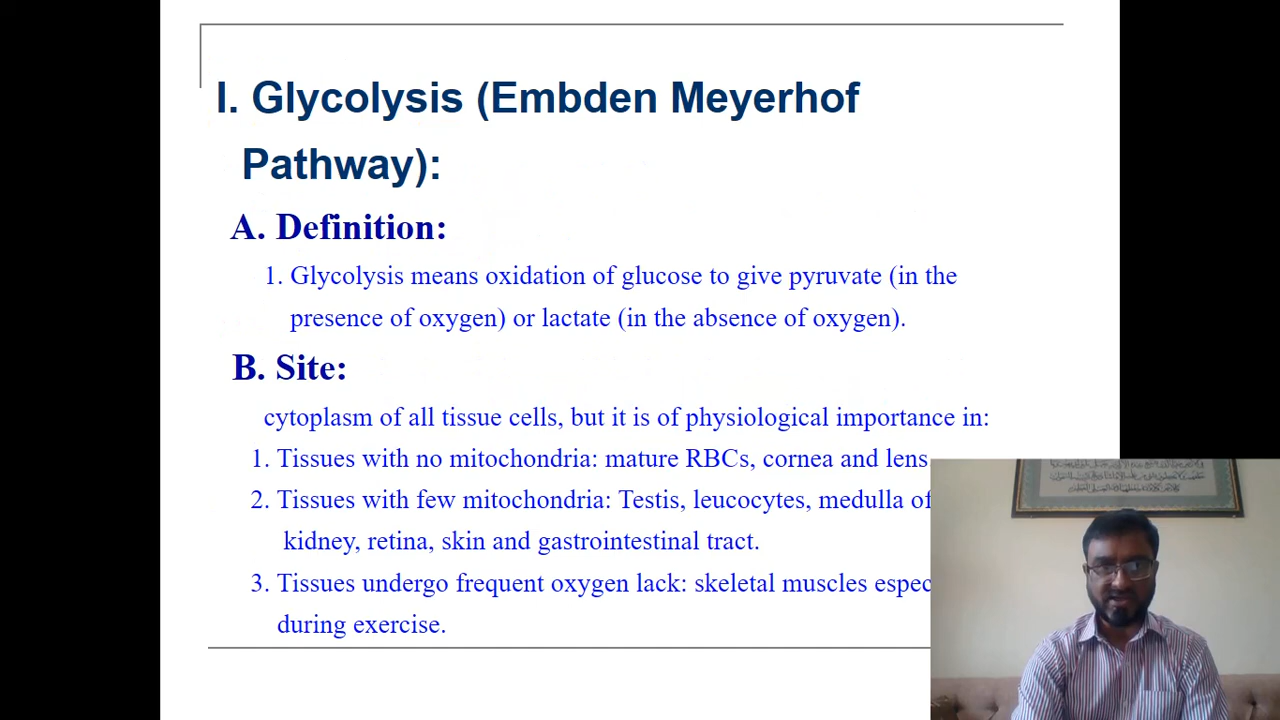 I. Glycolysis (Embden Meyerhof
Pathway):
A. Definition:
1. Glycolysis means oxidation of glucose to give pyruvate (in the
presence of oxygen) or lactate (in the absence of oxygen).
B. Site:
cytoplasm of all tissue cells, but it is of physiological importance in:
1. Tissues with no mitochondria: mature RBCs, cornea and lens
2. Tissues with few mitochondria: Testis, leucocytes, medulla of
kidney, retina, skin and gastrointestinal tract.
3. Tissues undergo frequent oxygen lack: skeletal muscles espec
during exercise.